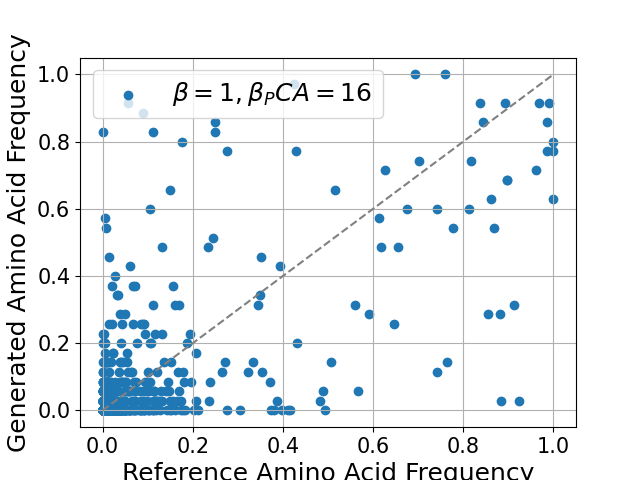 β = 1, β_PCA = 16
1.0
0.8
0.6
0.4
0.2
0.0
Generated Amino Acid Frequency
0.0 0.2 0.4 0.6 0.8 1.0
Reference Amino Acid Frequency